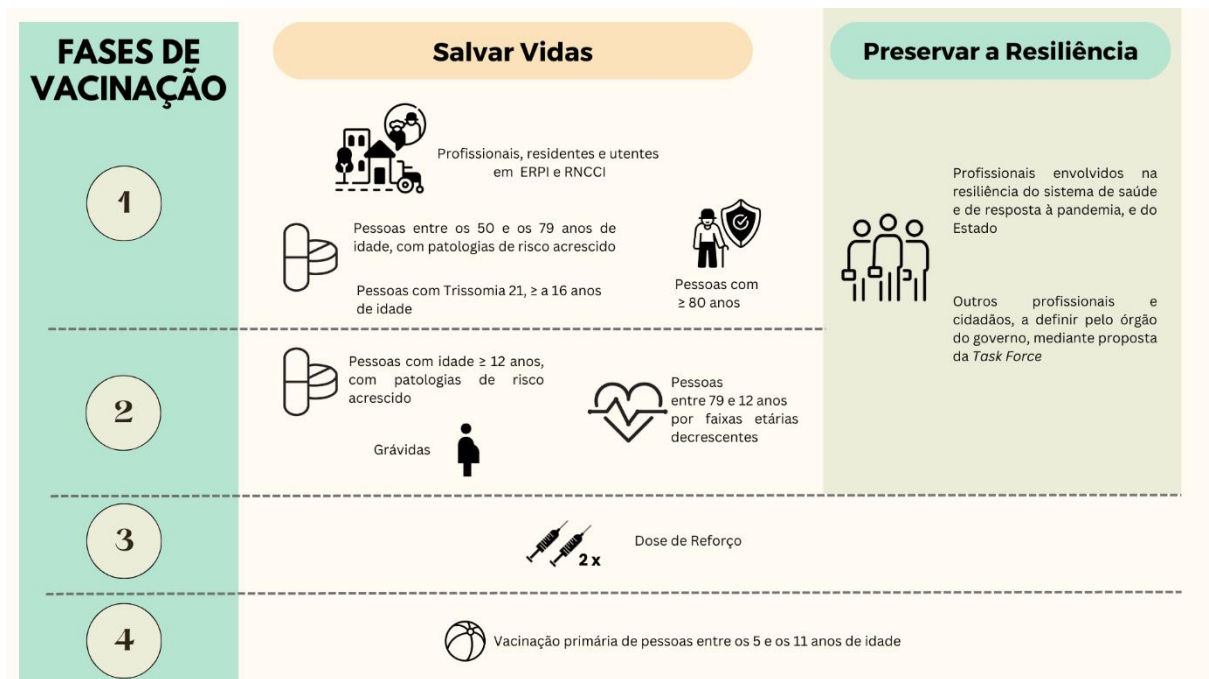 FASES DE
VACINAÇÃO
Salvar Vidas
Preservar a Resiliência
1
Profissionais, residentes e utentes
em ERPI e RNCCI
Pessoas entre os 50 e os 79 anos de
idade, com patologias de risco acrescido
Pessoas com Trissomia 21, ≥ a 16 anos
de idade
Pessoas com
≥ 80 anos
Profissionais envolvidos na
resiliência do sistema de saúde
e de resposta à pandemia, e do
Estado
Outros profissionais e
cidadãos, a definir pelo órgão
do governo, mediante proposta
da Task Force
2
Pessoas com idade ≥ 12 anos,
com patologias de risco
acrescido
Grávidas
Pessoas
entre 79 e 12 anos
por faixas etárias
decrescentes
3
2 x
Dose de Reforço
4
Vacinação primária de pessoas entre os 5 e os 11 anos de idade